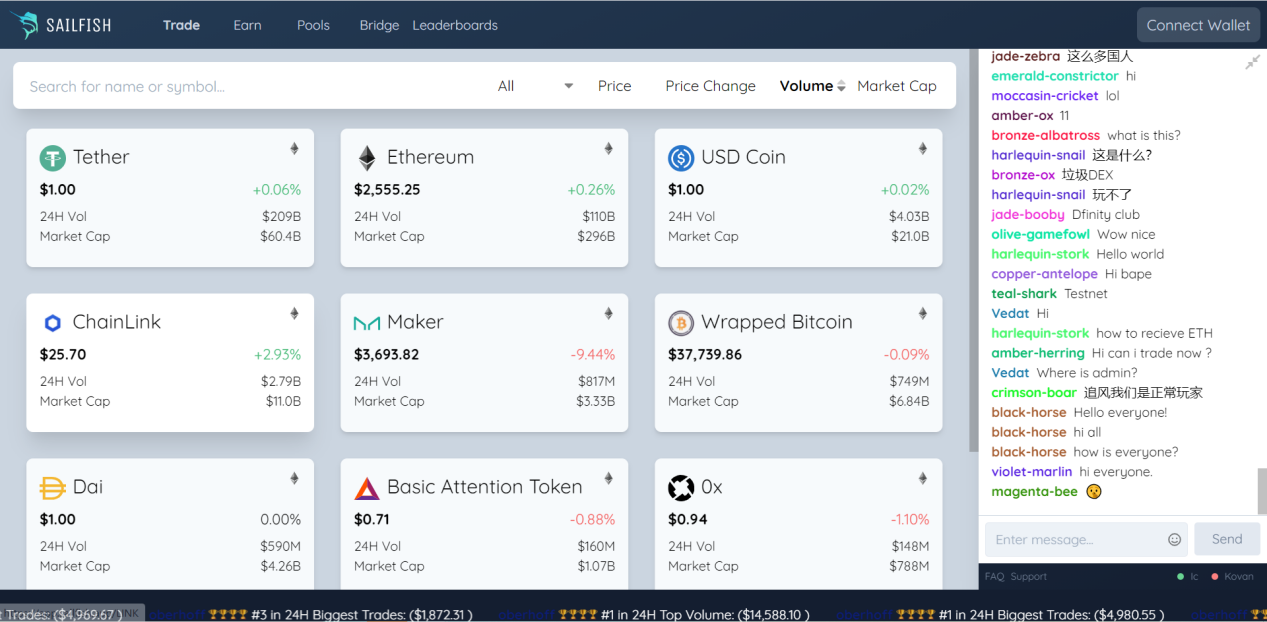 SAILFISH Trade Earn Pools Bridge Leaderboards Connect Wallet
Search for name or symbol... All Price Price Change Volume Market Cap
Tether
$1.00 +0.06%
24H Vol $209B
Market Cap $60.4B
Ethereum
$2,555.25 +0.26%
24H Vol $110B
Market Cap $296B
USD Coin
$1.00 +0.02%
24H Vol $4.03B
Market Cap $21.0B
ChainLink
$25.70 +2.93%
24H Vol $2.79B
Market Cap $11.0B
Maker
$3,693.82 -9.44%
24H Vol $817M
Market Cap $3.33B
Wrapped Bitcoin
$37,739.86 -0.09%
24H Vol $749M
Market Cap $6.84B
Dai
$1.00 0.00%
24H Vol $590M
Market Cap $4.26B
Basic Attention Token
$0.71 -0.88%
24H Vol $160M
Market Cap $1.07B
0x
$0.94 -1.10%
24H Vol $148M
Market Cap $788M
jade-zebra 这么多国人
emerald-constrictor hi
moccasin-cricket lol
amber-ox 11
bronze-albatross what is this?
harlequin-snail 这是什么?
bronze-ox 垃圾DEX
harlequin-snail 玩不了
jade-booby Dfinity club
olive-gamefowl Wow nice
harlequin-stork Hello world
copper-antelope Hi bape
teal-shark Testnet
Vedat Hi
harlequin-stork how to recieve ETH
amber-herring Hi can i trade now ?
Vedat Where is admin?
crimson-boar 追风我们是正常玩家
black-horse Hello everyone!
black-horse hi all
black-horse how is everyone?
violet-marlin hi everyone.
magenta-bee
Enter message... Send
FAQ Support Ic Kovan
t Trades: ($4,969.67 ) #3 in 24H Biggest Trades: ($1,872.31 ) #1 in 24H Top Volume: ($14,588.10 ) #1 in 24H Biggest Trades: ($4,980.55 )